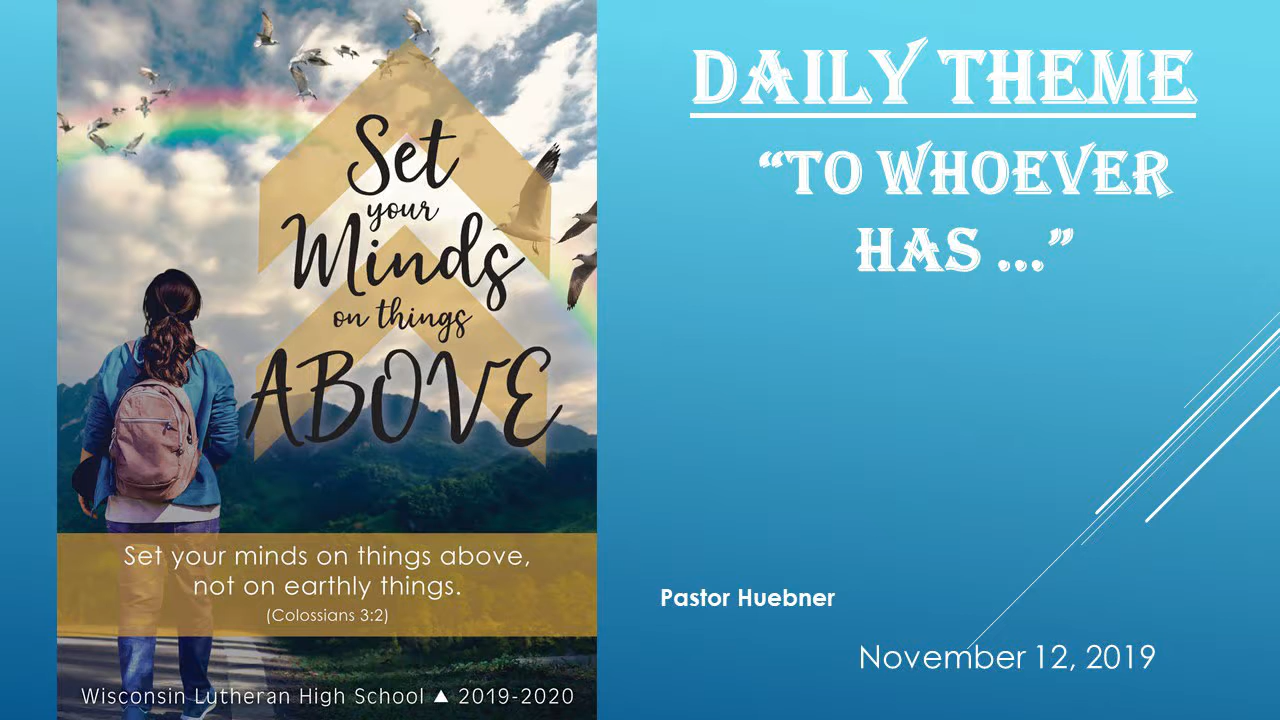 Set
your
Minds
on things
ABOVE
Set your minds on things above,
not on earthly things.
(Colossians 3:2)
Wisconsin Lutheran High School ▲ 2019-2020
DAILY THEME
“TO WHOEVER
HAS ...”
Pastor Huebner
November 12, 2019